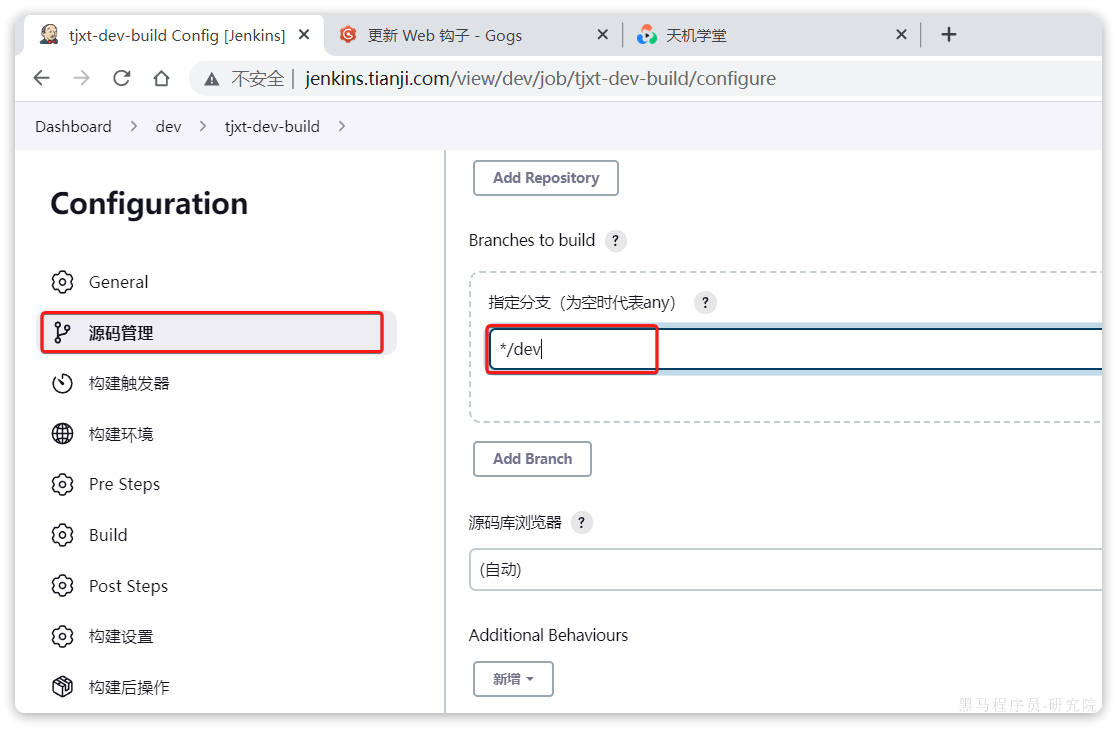 tjxt-dev-build Config [Jenkins]
更新 Web 钩子 - Gogs
天机学堂
不安全
jenkins.tianji.com/view/dev/job/tjxt-dev-build/configure
Dashboard > dev > tjxt-dev-build >
Configuration
General
源码管理
构建触发器
构建环境
Pre Steps
Build
Post Steps
构建设置
构建后操作
Add Repository
Branches to build ?
指定分支（为空时代表any） ?
*/dev
Add Branch
源码库浏览器 ?
(自动)
Additional Behaviours
新增
黑马程序员-研究院